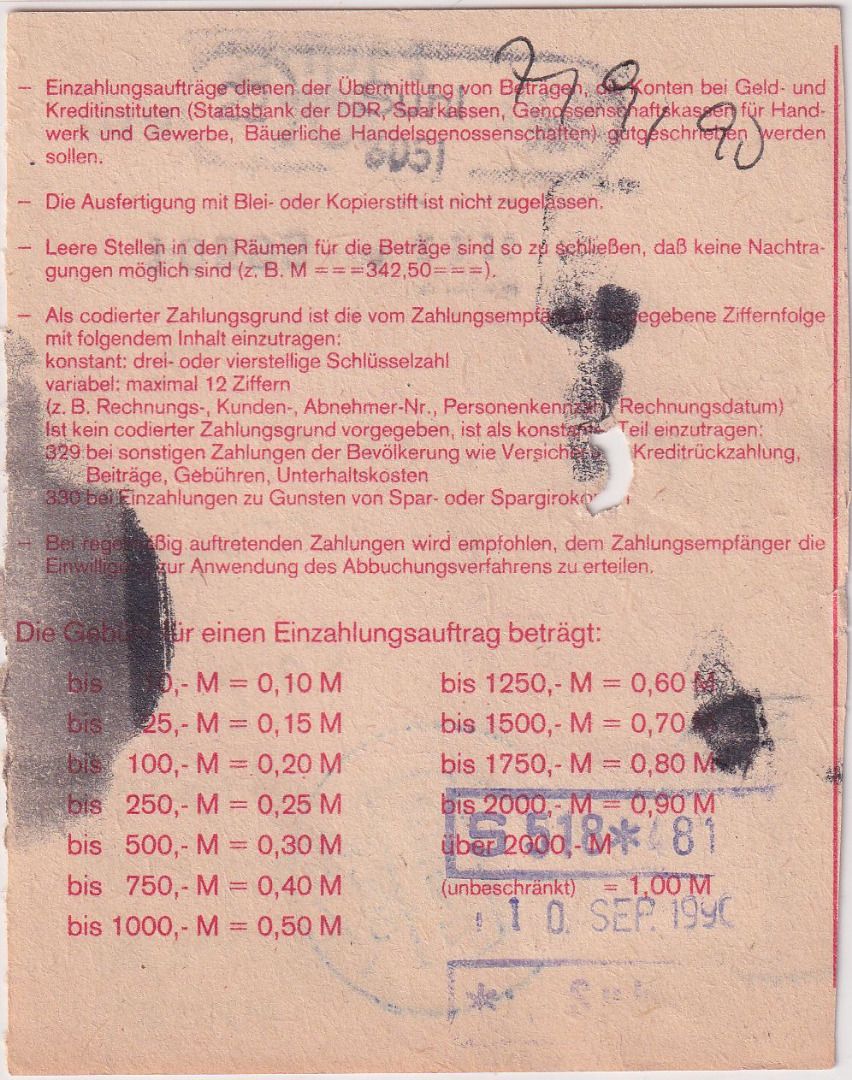 – Einzahlungsaufträge dienen der Übermittlung von Beträgen, Konten bei Geld- und
Kreditinstituten (Staatsbank der DDR, Sparkassen, Genossenschaftskassen für Hand-
werk und Gewerbe, Bäuerliche Handelsgenossenschaften) gutgeschrieben werden
sollen.
– Die Ausfertigung mit Blei- oder Kopierstift ist nicht zugelassen.
– Leere Stellen in den Räumen für die Beträge sind so zu schließen, daß keine Nachtra-
gungen möglich sind (z. B. M = = =342,50= = =).
– Als codierter Zahlungsgrund ist die vom gegebene Ziffernfolge
mit folgendem Inhalt einzutragen:
konstant: drei- oder vierstellige Schlüsselzahl
variabel: maximal 12 Ziffern
(z. B. Rechnungs-, Kunden-, Abnehmer-Nr., Personenkennzahl, Rechnungsdatum)
Ist kein codierter Zahlungsgrund vorgegeben, ist als konstanter Teil einzutragen:
329 bei sonstigen Zahlungen der Bevölkerung wie Kreditrückzahlung,
Beiträge, Gebühren, Unterhaltskosten
330 bei Einzahlungen zu Gunsten von Spar- oder
– Bei regelmäßig auftretenden Zahlungen wird empfohlen, dem Zahlungsempfänger die
Einwilligung zur Anwendung des Abbuchungsverfahrens zu erteilen.
Die Gebühr für einen Einzahlungsauftrag beträgt:
bis 10,- M = 0,10 M bis 1250,- M = 0,60 M
bis 25,- M = 0,15 M bis 1500,- M = 0,70
bis 100,- M = 0,20 M bis 1750,- M = 0,80 M
bis 250,- M = 0,25 M bis 2000,- M = 0,90 M
bis 500,- M = 0,30 M über 2000,- M
bis 750,- M = 0,40 M (unbeschränkt) = 1,00 M
bis 1000,- M = 0,50 M
S 518* 481
10. SEP. 1990